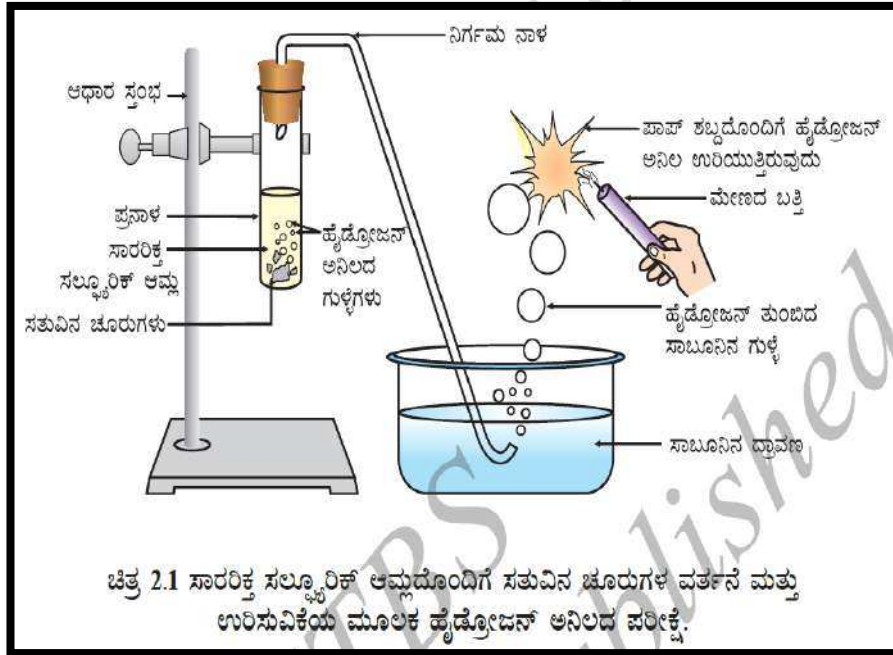 ನಿರ್ಗಮ ನಾಳ
ಆಧಾರ ಸ್ತಂಭ
ಪಾಪ್ ಶಬ್ದದೊಂದಿಗೆ ಹೈಡ್ರೋಜನ್
ಅನಿಲ ಉರಿಯುತ್ತಿರುವುದು
ಮೇಣದ ಬತ್ತಿ
ಪ್ರನಾಳ
ಸಾರರಿಕ್ತ
ಸಲ್ಫ್ಯೂರಿಕ್ ಆಮ್ಲ
ಹೈಡ್ರೋಜನ್
ಅನಿಲದ
ಗುಳ್ಳೆಗಳು
ಸತುವಿನ ಚೂರುಗಳು
ಹೈಡ್ರೋಜನ್ ತುಂಬಿದ
ಸಾಬೂನಿನ ಗುಳ್ಳೆ
ಸಾಬೂನಿನ ದ್ರಾವಣ
ಚಿತ್ರ 2.1 ಸಾರರಿಕ್ತ ಸಲ್ಫ್ಯೂರಿಕ್ ಆಮ್ಲದೊಂದಿಗೆ ಸತುವಿನ ಚೂರುಗಳ ವರ್ತನೆ ಮತ್ತು
ಉರಿಸುವಿಕೆಯ ಮೂಲಕ ಹೈಡ್ರೋಜನ್ ಅನಿಲದ ಪರೀಕ್ಷೆ.
TBS
published